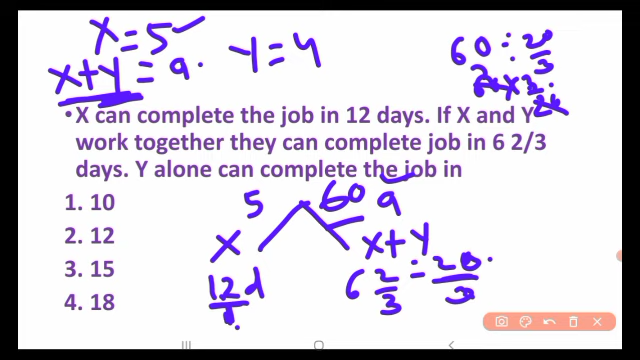 X = 5 ✓
X+Y = 9. Y = 4
60 ÷ 20/3
• X can complete the job in 12 days. If X and Y
work together they can complete job in 6 2/3
days. Y alone can complete the job in
1. 10
2. 12
3. 15
4. 18
5 60 9
X X+Y
12d 6 2/3 = 20/3